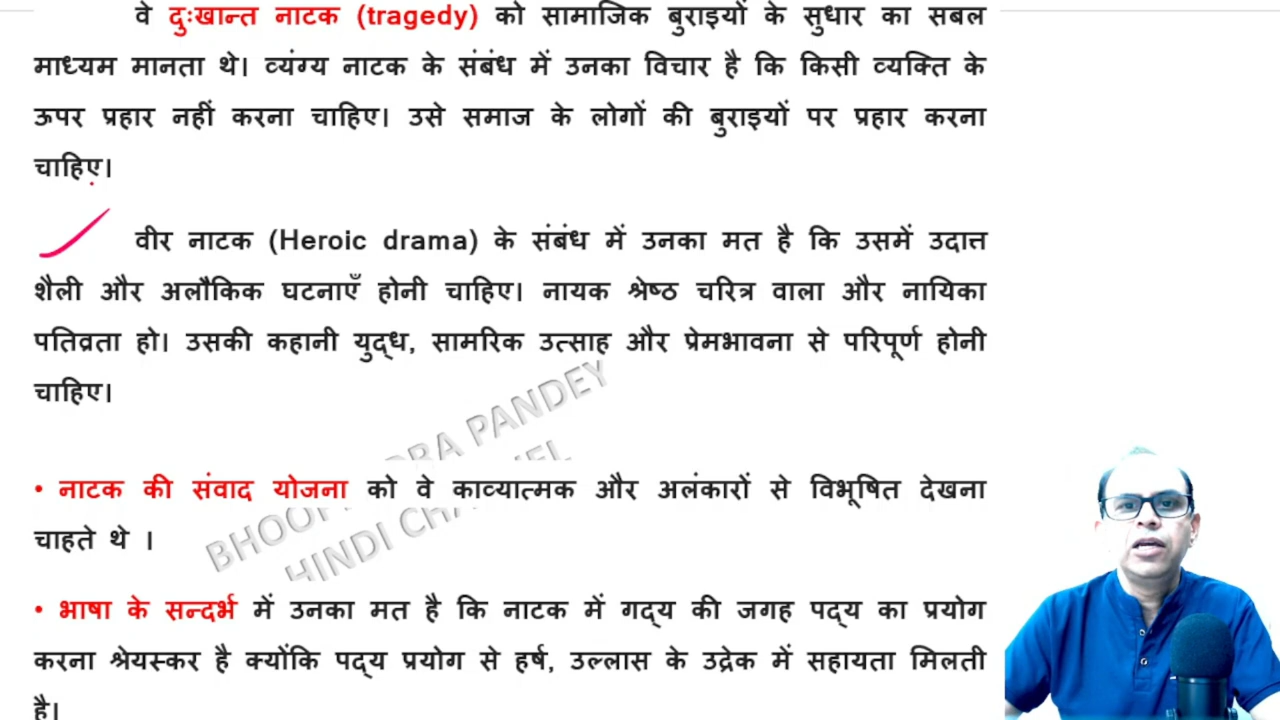 वे दुःखान्त नाटक (tragedy) को सामाजिक बुराइयों के सुधार का सबल
माध्यम मानता थे। व्यंग्य नाटक के संबंध में उनका विचार है कि किसी व्यक्ति के
ऊपर प्रहार नहीं करना चाहिए। उसे समाज के लोगों की बुराइयों पर प्रहार करना
चाहिए।
वीर नाटक (Heroic drama) के संबंध में उनका मत है कि उसमें उदात्त
शैली और अलौकिक घटनाएँ होनी चाहिए। नायक श्रेष्ठ चरित्र वाला और नायिका
पतिव्रता हो। उसकी कहानी युद्ध, सामरिक उत्साह और प्रेमभावना से परिपूर्ण होनी
चाहिए।
• नाटक की संवाद योजना को वे काव्यात्मक और अलंकारों से विभूषित देखना
चाहते थे ।
• भाषा के सन्दर्भ में उनका मत है कि नाटक में गद्य की जगह पद्य का प्रयोग
करना श्रेयस्कर है क्योंकि पद्य प्रयोग से हर्ष, उल्लास के उद्रेक में सहायता मिलती
है।
PANDEY
HINDI